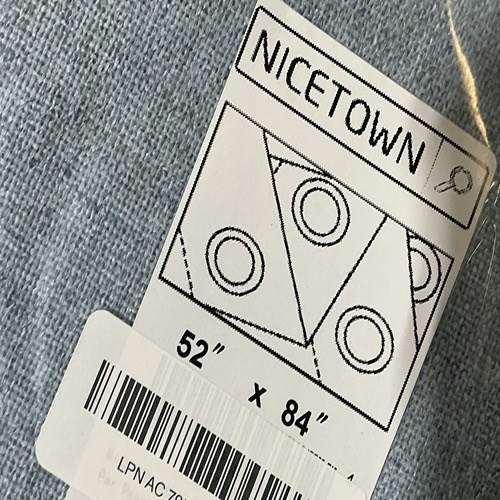 NICETOWN
52" x 84"
LPN AC